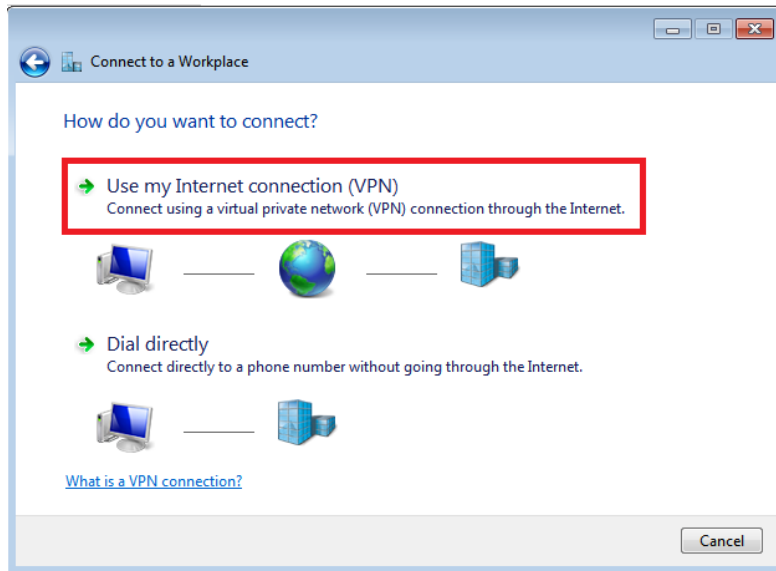 Connect to a Workplace
How do you want to connect?
Use my Internet connection (VPN)
Connect using a virtual private network (VPN) connection through the Internet.
Dial directly
Connect directly to a phone number without going through the Internet.
What is a VPN connection?
Cancel